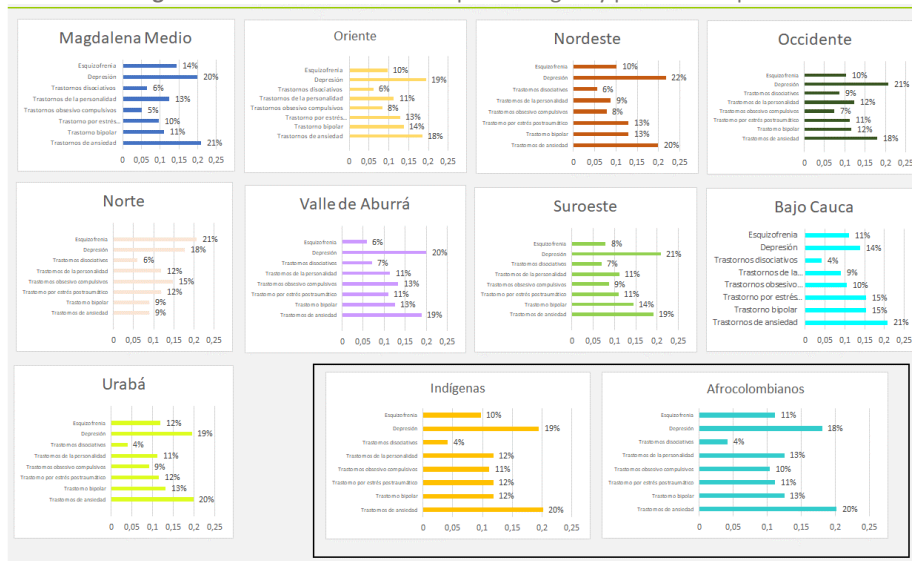 Magdalena Medio
Esquizofrenia 14%
Depresión 20%
Trastornos disociativos 6%
Trastornos de la personalidad 13%
Trastornos obsesivo compulsivos 5%
Trastorno por estrés... 10%
Trastorno bipolar 11%
Trastornos de ansiedad 21%
0 0,05 0,1 0,15 0,2 0,25
Oriente
Esquizofrenia 10%
Depresión 19%
Trastornos disociativos 6%
Trastornos de la personalidad 11%
Trastornos obsesivo compulsivos 8%
Trastorno por estrés... 13%
Trastorno bipolar 14%
Trastornos de ansiedad 18%
0 0,05 0,1 0,15 0,2 0,25
Nordeste
Esquizofrenia 10%
Depresión 22%
Trastornos disociativos 6%
Trastornos de la personalidad 9%
Trastornos obsesivo compulsivos 8%
Trastorno por estrés postraumático 13%
Trastorno bipolar 13%
Trastornos de ansiedad 20%
0 0,05 0,1 0,15 0,2 0,25
Occidente
Esquizofrenia 10%
Depresión 21%
Trastornos disociativos 9%
Trastornos de la personalidad 12%
Trastornos obsesivo compulsivos 7%
Trastorno por estrés postraumático 11%
Trastorno bipolar 12%
Trastornos de ansiedad 18%
0 0,05 0,1 0,15 0,2 0,25
Norte
Esquizofrenia 21%
Depresión 18%
Trastornos disociativos 6%
Trastornos de la personalidad 12%
Trastornos obsesivo compulsivos 15%
Trastorno por estrés postraumático 12%
Trastorno bipolar 9%
Trastornos de ansiedad 9%
0 0,05 0,1 0,15 0,2 0,25
Valle de Aburrá
Esquizofrenia 6%
Depresión 20%
Trastornos disociativos 7%
Trastornos de la personalidad 11%
Trastornos obsesivo compulsivos 13%
Trastorno por estrés postraumático 11%
Trastorno bipolar 13%
Trastornos de ansiedad 19%
0 0,05 0,1 0,15 0,2 0,25
Suroeste
Esquizofrenia 8%
Depresión 21%
Trastornos disociativos 7%
Trastornos de la personalidad 11%
Trastornos obsesivo compulsivos 9%
Trastorno por estrés postraumático 11%
Trastorno bipolar 14%
Trastornos de ansiedad 19%
0 0,05 0,1 0,15 0,2 0,25
Bajo Cauca
Esquizofrenia 11%
Depresión 14%
Trastornos disociativos 4%
Trastornos de la... 9%
Trastornos obsesivo... 10%
Trastorno por estrés... 15%
Trastorno bipolar 15%
Trastornos de ansiedad 21%
0 0,05 0,1 0,15 0,2 0,25
Urabá
Esquizofrenia 12%
Depresión 19%
Trastornos disociativos 4%
Trastornos de la personalidad 11%
Trastornos obsesivo compulsivos 9%
Trastorno por estrés postraumático 12%
Trastorno bipolar 13%
Trastornos de ansiedad 20%
0 0,05 0,1 0,15 0,2 0,25
Indígenas
Esquizofrenia 10%
Depresión 19%
Trastornos disociativos 4%
Trastornos de la personalidad 12%
Trastornos obsesivo compulsivos 11%
Trastorno por estrés postraumático 12%
Trastorno bipolar 12%
Trastornos de ansiedad 20%
0 0,05 0,1 0,15 0,2 0,25
Afrocolombianos
Esquizofrenia 11%
Depresión 18%
Trastornos disociativos 4%
Trastornos de la personalidad 13%
Trastornos obsesivo compulsivos 10%
Trastorno por estrés postraumático 11%
Trastorno bipolar 13%
Trastornos de ansiedad 20%
0 0,05 0,1 0,15 0,2 0,25